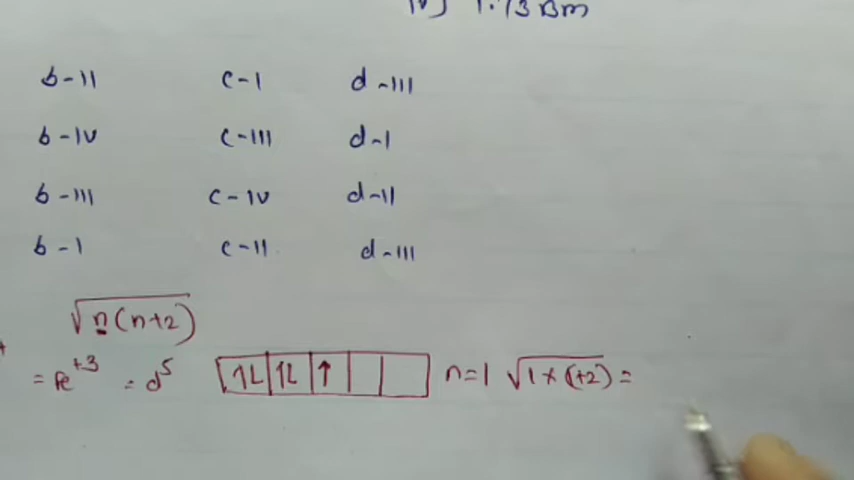 IV) 1.73 Bm
b-II c-I d-III
b-IV c-III d-I
b-III c-IV d-II
b-I c-II d-III
√n(n+2)
= Fe+3 = d5 ↑↓ ↑↓ ↑ n=1 √1×(1+2) =